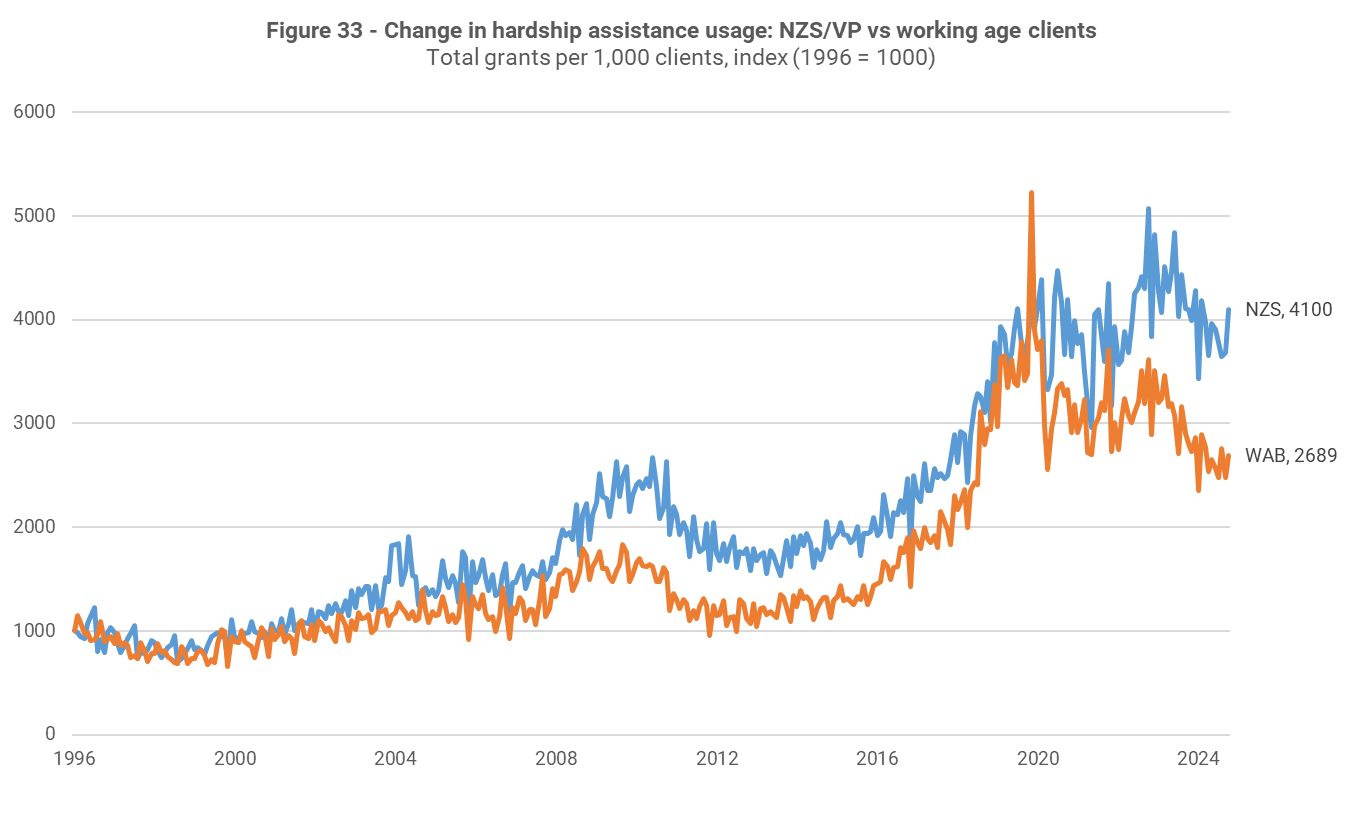 Figure 33 - Change in hardship assistance usage: NZS/VP vs working age clients
Total grants per 1,000 clients, index (1996 = 1000)
6000
5000
4000
3000
2000
1000
0
NZS, 4100
WAB, 2689
1996 2000 2004 2008 2012 2016 2020 2024